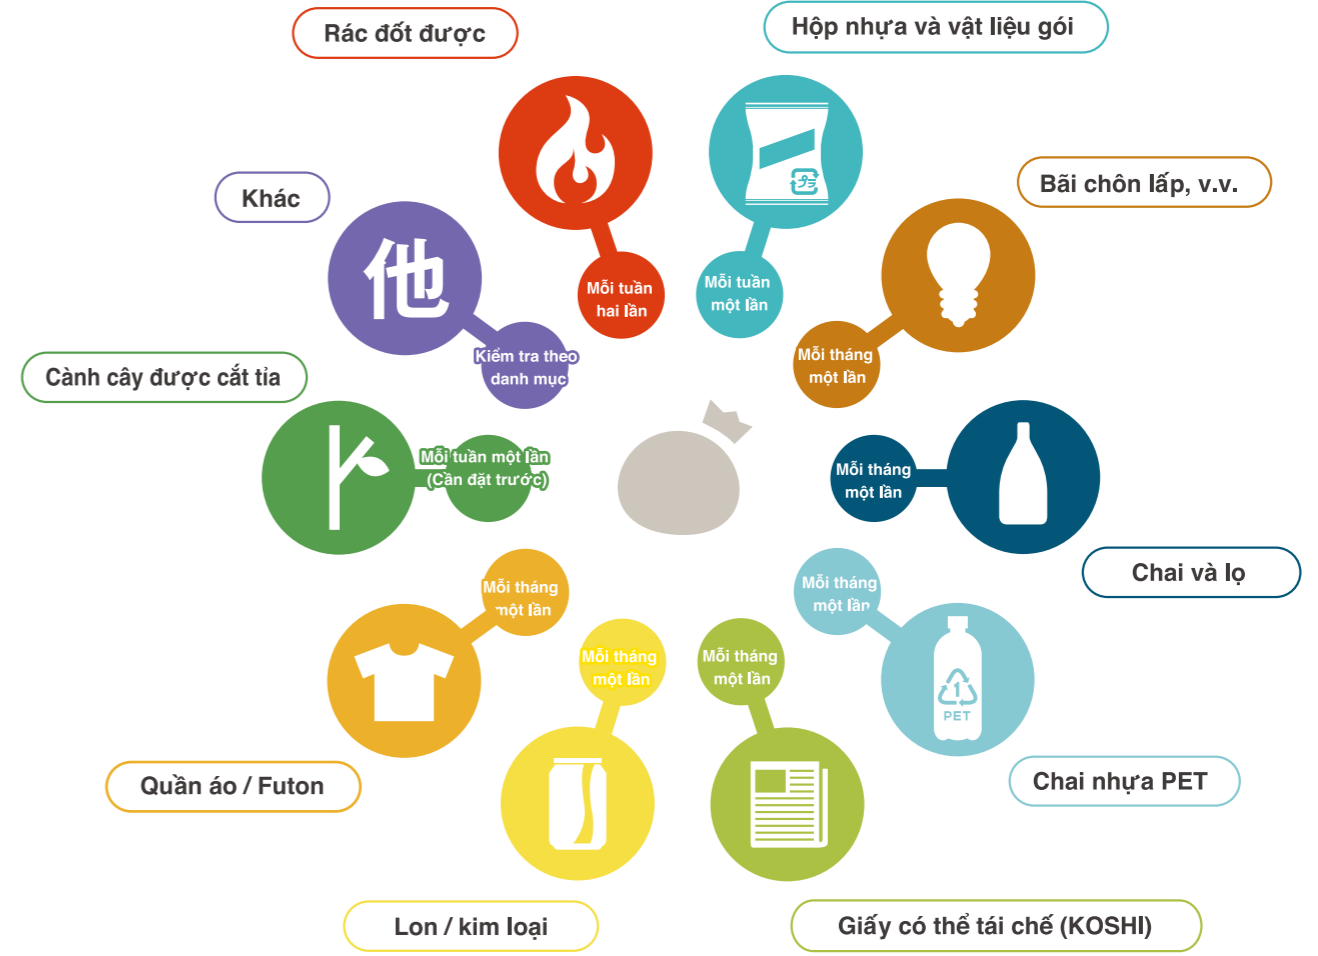 Rác đốt được
Mỗi tuần
hai lần
Hộp nhựa và vật liệu gói
プラ
Mỗi tuần
một lần
Bãi chôn lấp, v.v.
Mỗi tháng
một lần
Chai và lọ
Mỗi tháng
một lần
Chai nhựa PET
1
PET
Mỗi tháng
một lần
Giấy có thể tái chế (KOSHI)
Mỗi tháng
một lần
Lon / kim loại
Mỗi tháng
một lần
Quần áo / Futon
Mỗi tháng
một lần
Cành cây được cắt tỉa
Mỗi tuần một lần
(Cần đặt trước)
Khác
他
Kiểm tra theo
danh mục